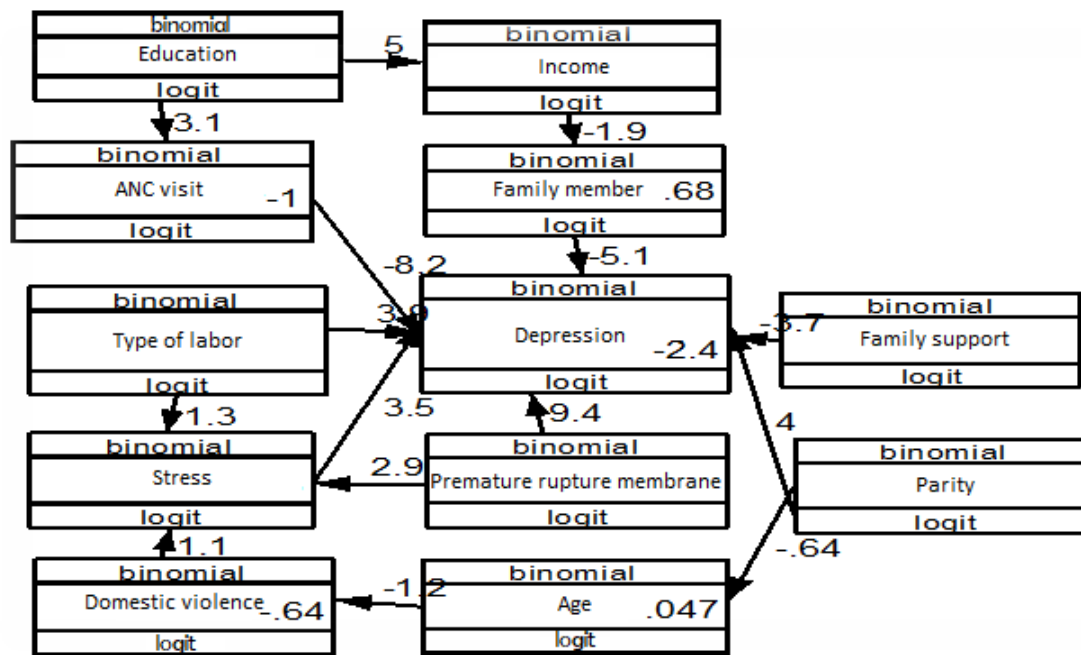 binomial
Education
logit
5
binomial
Income
logit
3.1
-1.9
binomial
ANC visit
-1
logit
binomial
Family member
.68
logit
-8.2
-5.1
binomial
Type of labor
logit
3.9
binomial
Depression
-2.4
logit
-3.7
binomial
Family support
logit
1.3
3.5
9.4
4
binomial
Stress
logit
2.9
binomial
Premature rupture membrane
logit
binomial
Parity
logit
1.1
-.64
binomial
Domestic violence
-.64
logit
-1.2
binomial
Age
.047
logit